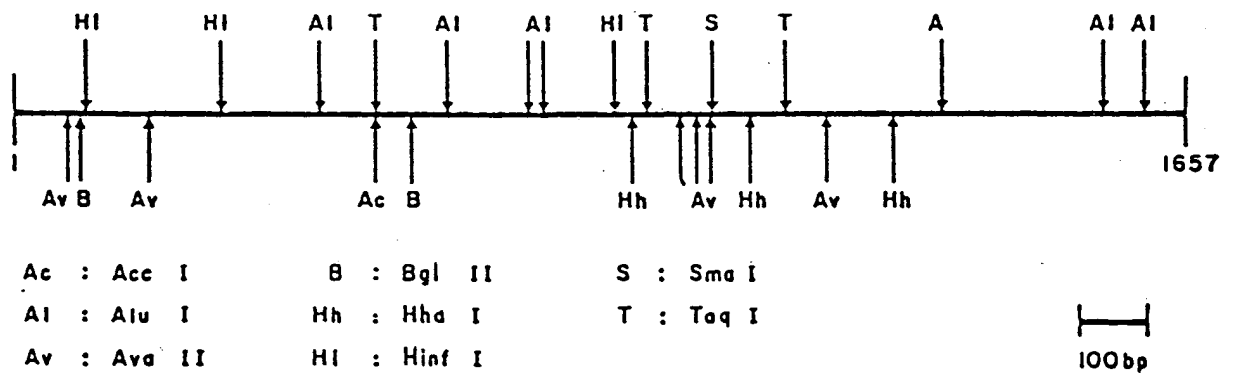 HI HI AI T AI AI HI T S T A AI AI
1 1657
Av B Av Ac B Hh Av Hh Av Hh
Ac : Acc I B : Bgl II S : Sma I
AI : Alu I Hh : Hha I T : Taq I
Av : Ava II HI : Hinf I
100bp